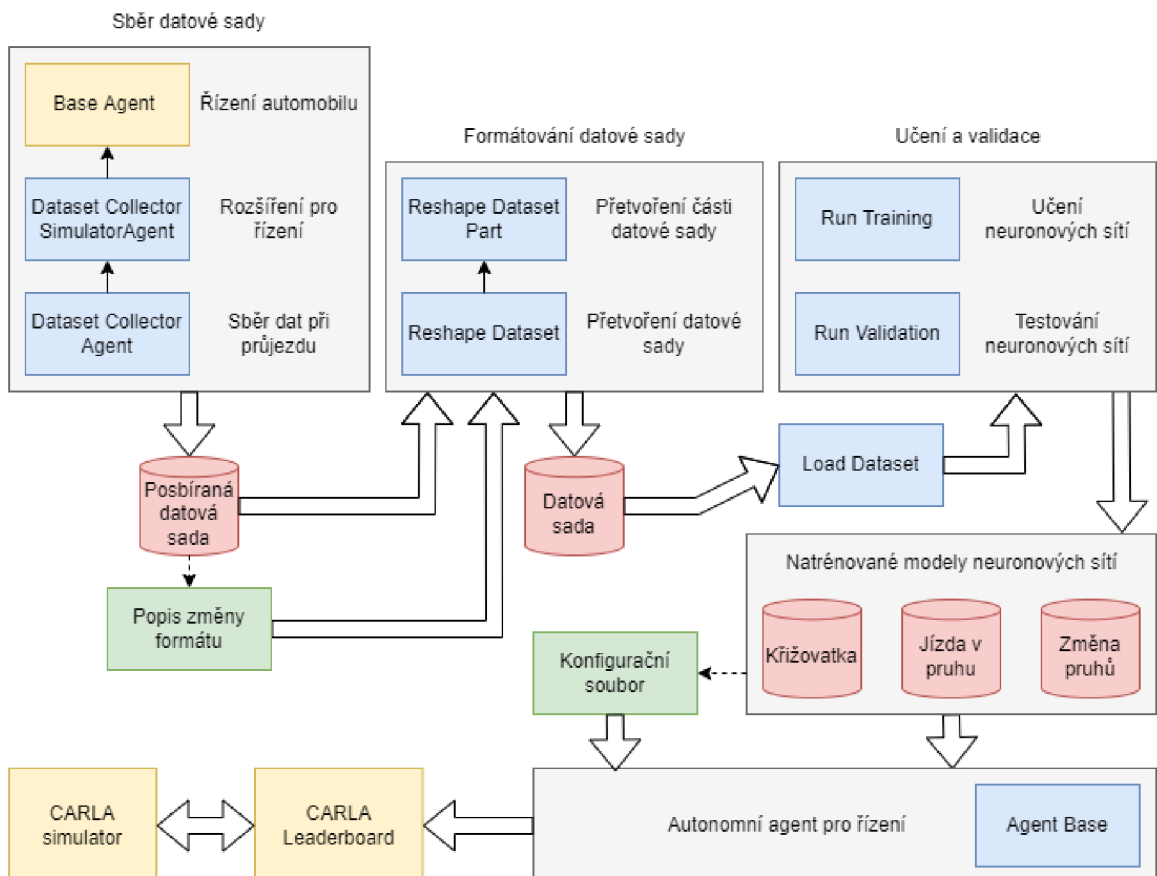 Sběr datové sady
Base Agent
Řízení automobilu
Dataset Collector
SimulatorAgent
Rozšíření pro
řízení
Dataset Collector
Agent
Sběr dat při
průjezdu
Formátování datové sady
Reshape Dataset
Part
Přetvoření části
datové sady
Reshape Dataset
Přetvoření datové
sady
Učení a validace
Run Training
Učení
neuronových sítí
Run Validation
Testování
neuronových sítí
Posbíraná
datová
sada
Datová
sada
Load Dataset
Popis změny
formátu
Natrénované modely neuronových sítí
Křižovatka
Jízda v
pruhu
Změna
pruhů
Konfigurační
soubor
CARLA
simulator
CARLA
Leaderboard
Autonomní agent pro řízení
Agent Base